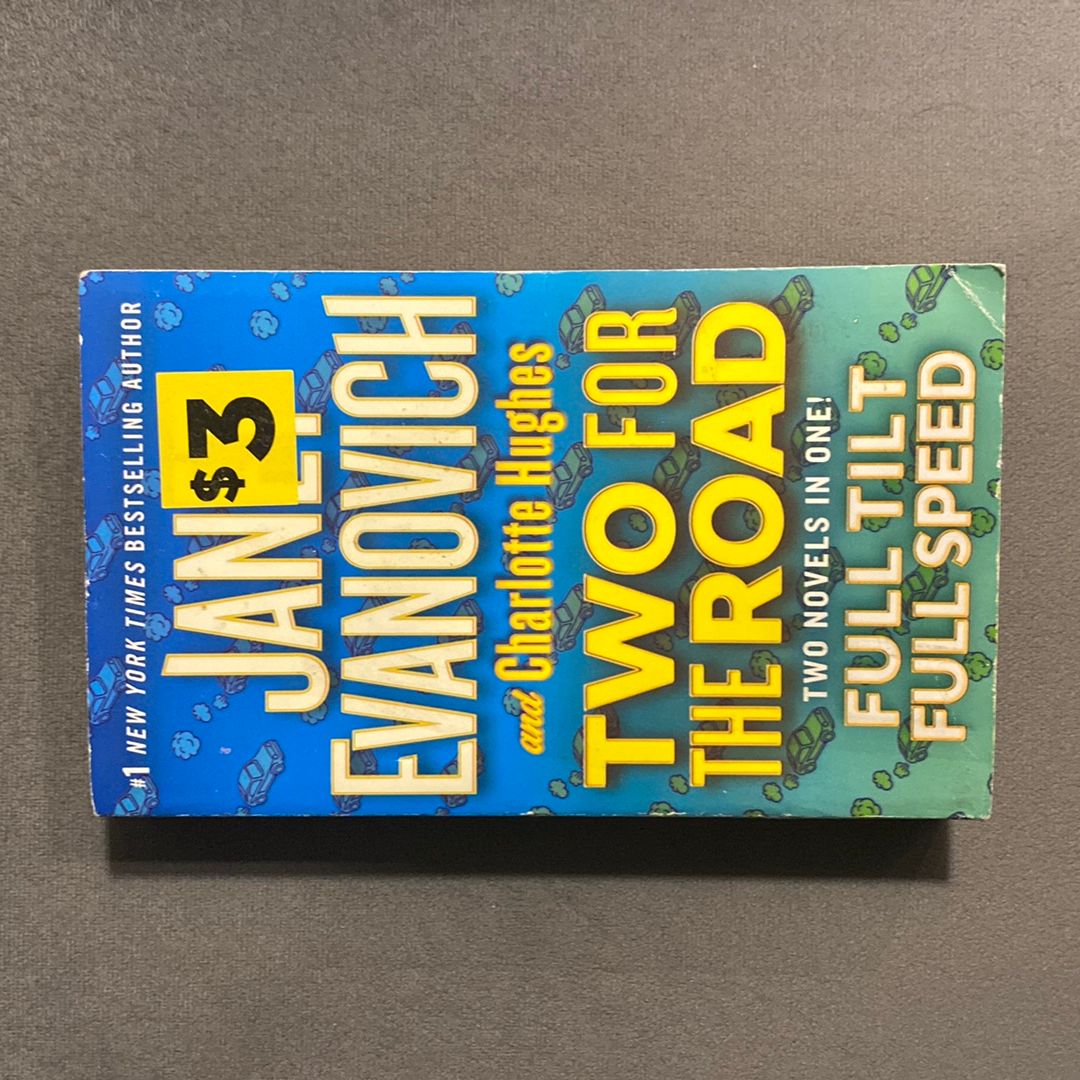 #1 NEW YORK TIMES BESTSELLING AUTHOR
$3
JANET
EVANOVICH
and Charlotte Hughes
TWO FOR
THE ROAD
TWO NOVELS IN ONE!
FULL TILT
FULL SPEED